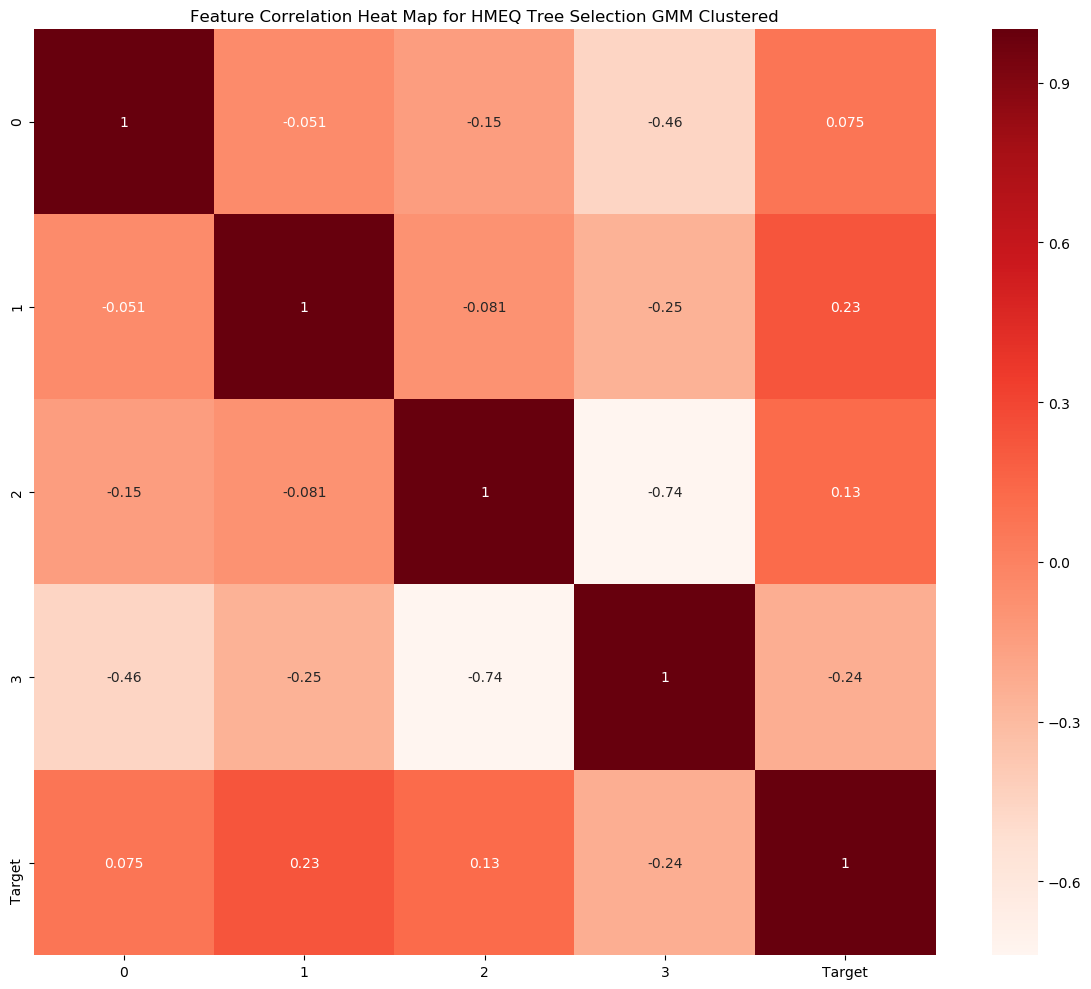 Feature Correlation Heat Map for HMEQ Tree Selection GMM Clustered
0 1 -0.051 -0.15 -0.46 0.075
1 -0.051 1 -0.081 -0.25 0.23
2 -0.15 -0.081 1 -0.74 0.13
3 -0.46 -0.25 -0.74 1 -0.24
Target 0.075 0.23 0.13 -0.24 1
0 1 2 3 Target
0.9
0.6
0.3
0.0
−0.3
−0.6